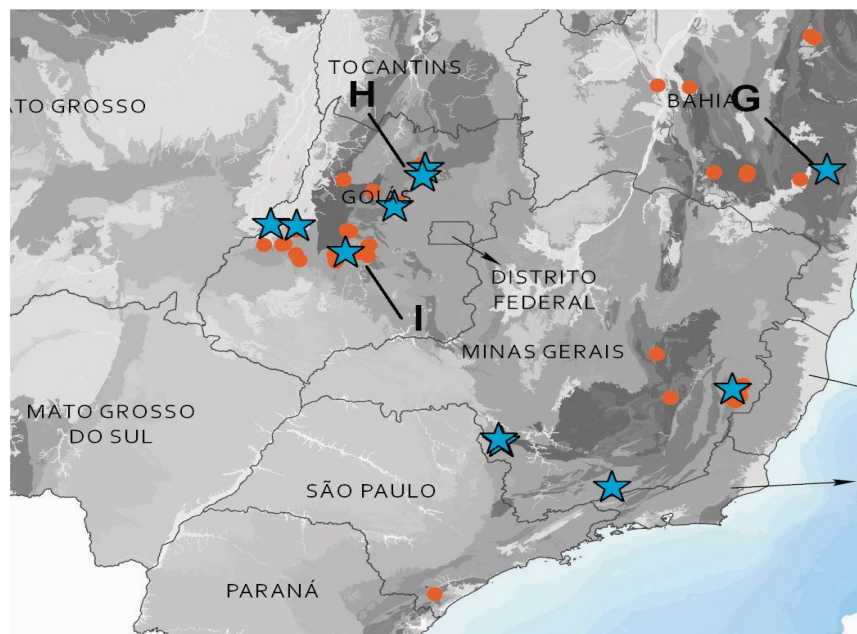 TOCANTINS
H
ATO GROSSO
BAHIA
G
GOIÁS
DISTRITO
FEDERAL
I
MINAS GERAIS
MATO GROSSO
DO SUL
SÃO PAULO
PARANÁ